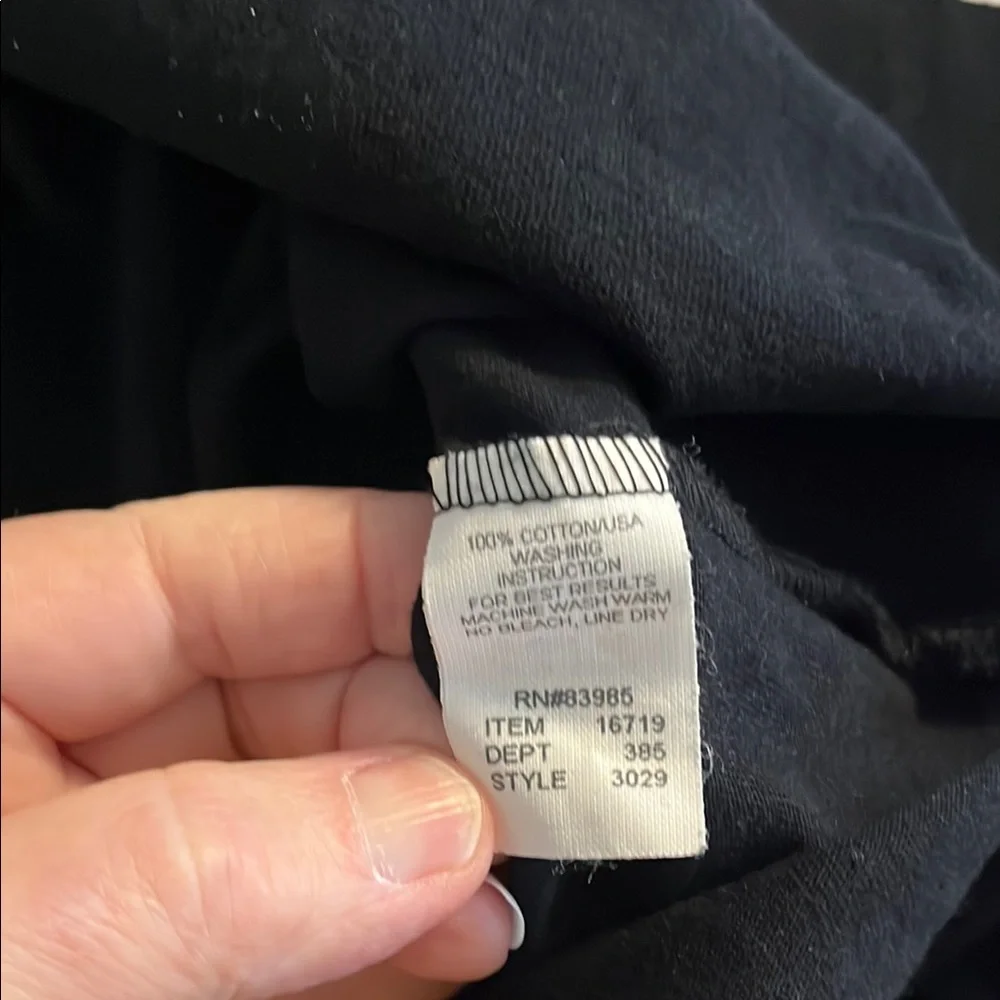 100% COTTON/USA
WASHING
INSTRUCTION
FOR BEST RESULTS
MACHINE WASH WARM
NO BLEACH, LINE DRY
RN#83985
ITEM 16719
DEPT 385
STYLE 3029